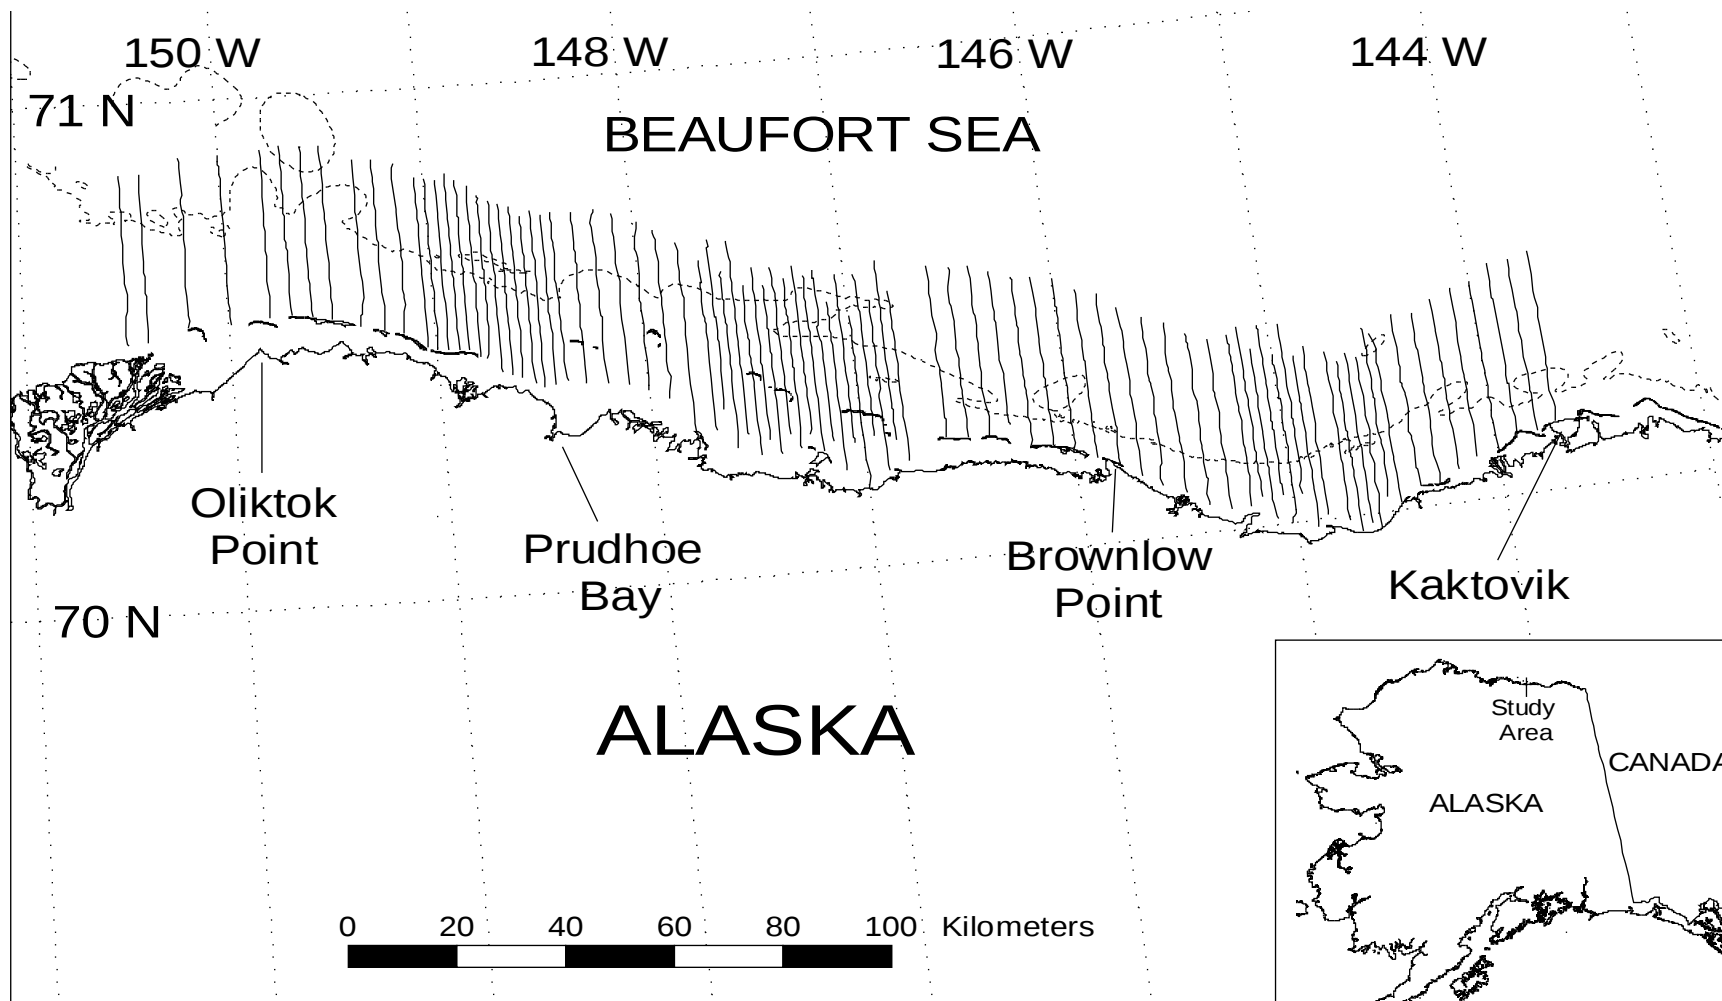 150 W
148 W
146 W
144 W
71 N
BEAUFORT SEA
Oliktok
Point
Prudhoe
Bay
Brownlow
Point
Kaktovik
70 N
ALASKA
Study
Area
CANADA
ALASKA
0 20 40 60 80 100 Kilometers